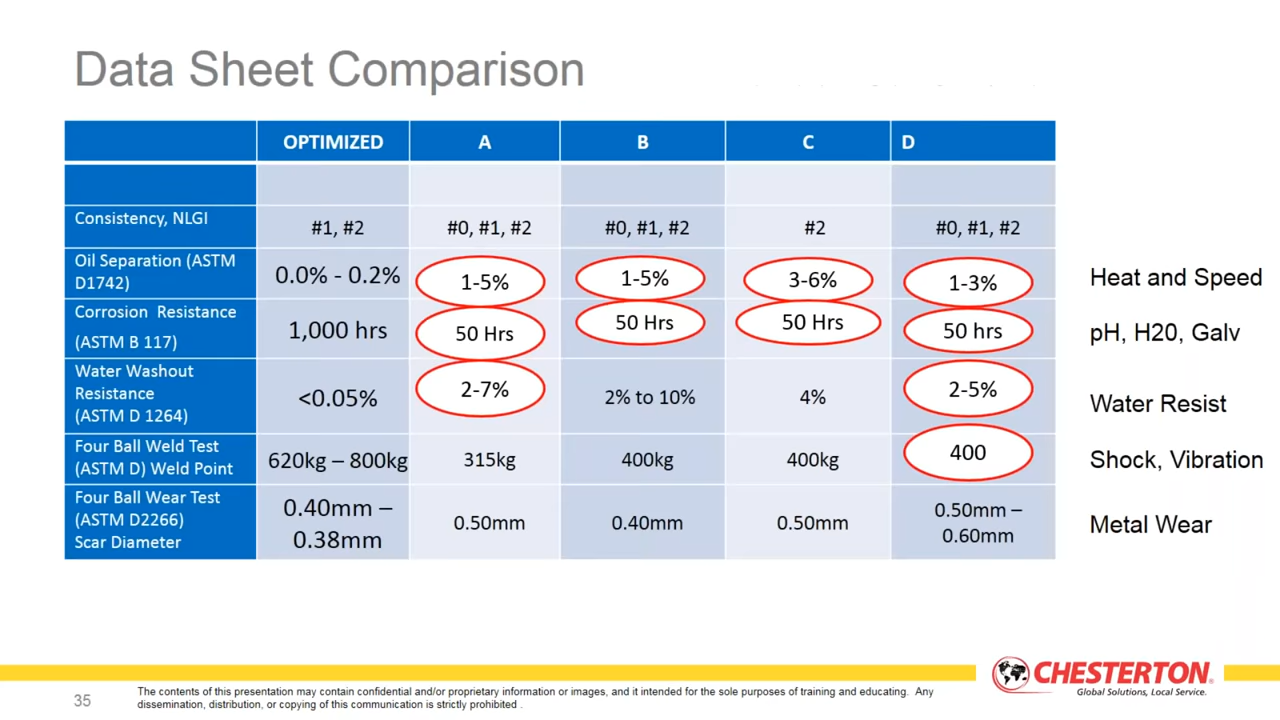 Data Sheet Comparison
OPTIMIZED A B C D
Consistency, NLGI #1, #2 #0, #1, #2 #0, #1, #2 #2 #0, #1, #2
Oil Separation (ASTM
D1742) 0.0% - 0.2% 1-5% 1-5% 3-6% 1-3% Heat and Speed
Corrosion Resistance
(ASTM B 117) 1,000 hrs 50 Hrs 50 Hrs 50 Hrs 50 hrs pH, H20, Galv
Water Washout
Resistance
(ASTM D 1264) <0.05% 2-7% 2% to 10% 4% 2-5% Water Resist
Four Ball Weld Test
(ASTM D) Weld Point 620kg – 800kg 315kg 400kg 400kg 400 Shock, Vibration
Four Ball Wear Test
(ASTM D2266)
Scar Diameter 0.40mm –
0.38mm 0.50mm 0.40mm 0.50mm 0.50mm –
0.60mm Metal Wear
CHESTERTON®
Global Solutions, Local Service.
35
The contents of this presentation may contain confidential and/or proprietary information or images, and it intended for the sole purposes of training and educating. Any
dissemination, distribution, or copying of this communication is strictly prohibited .